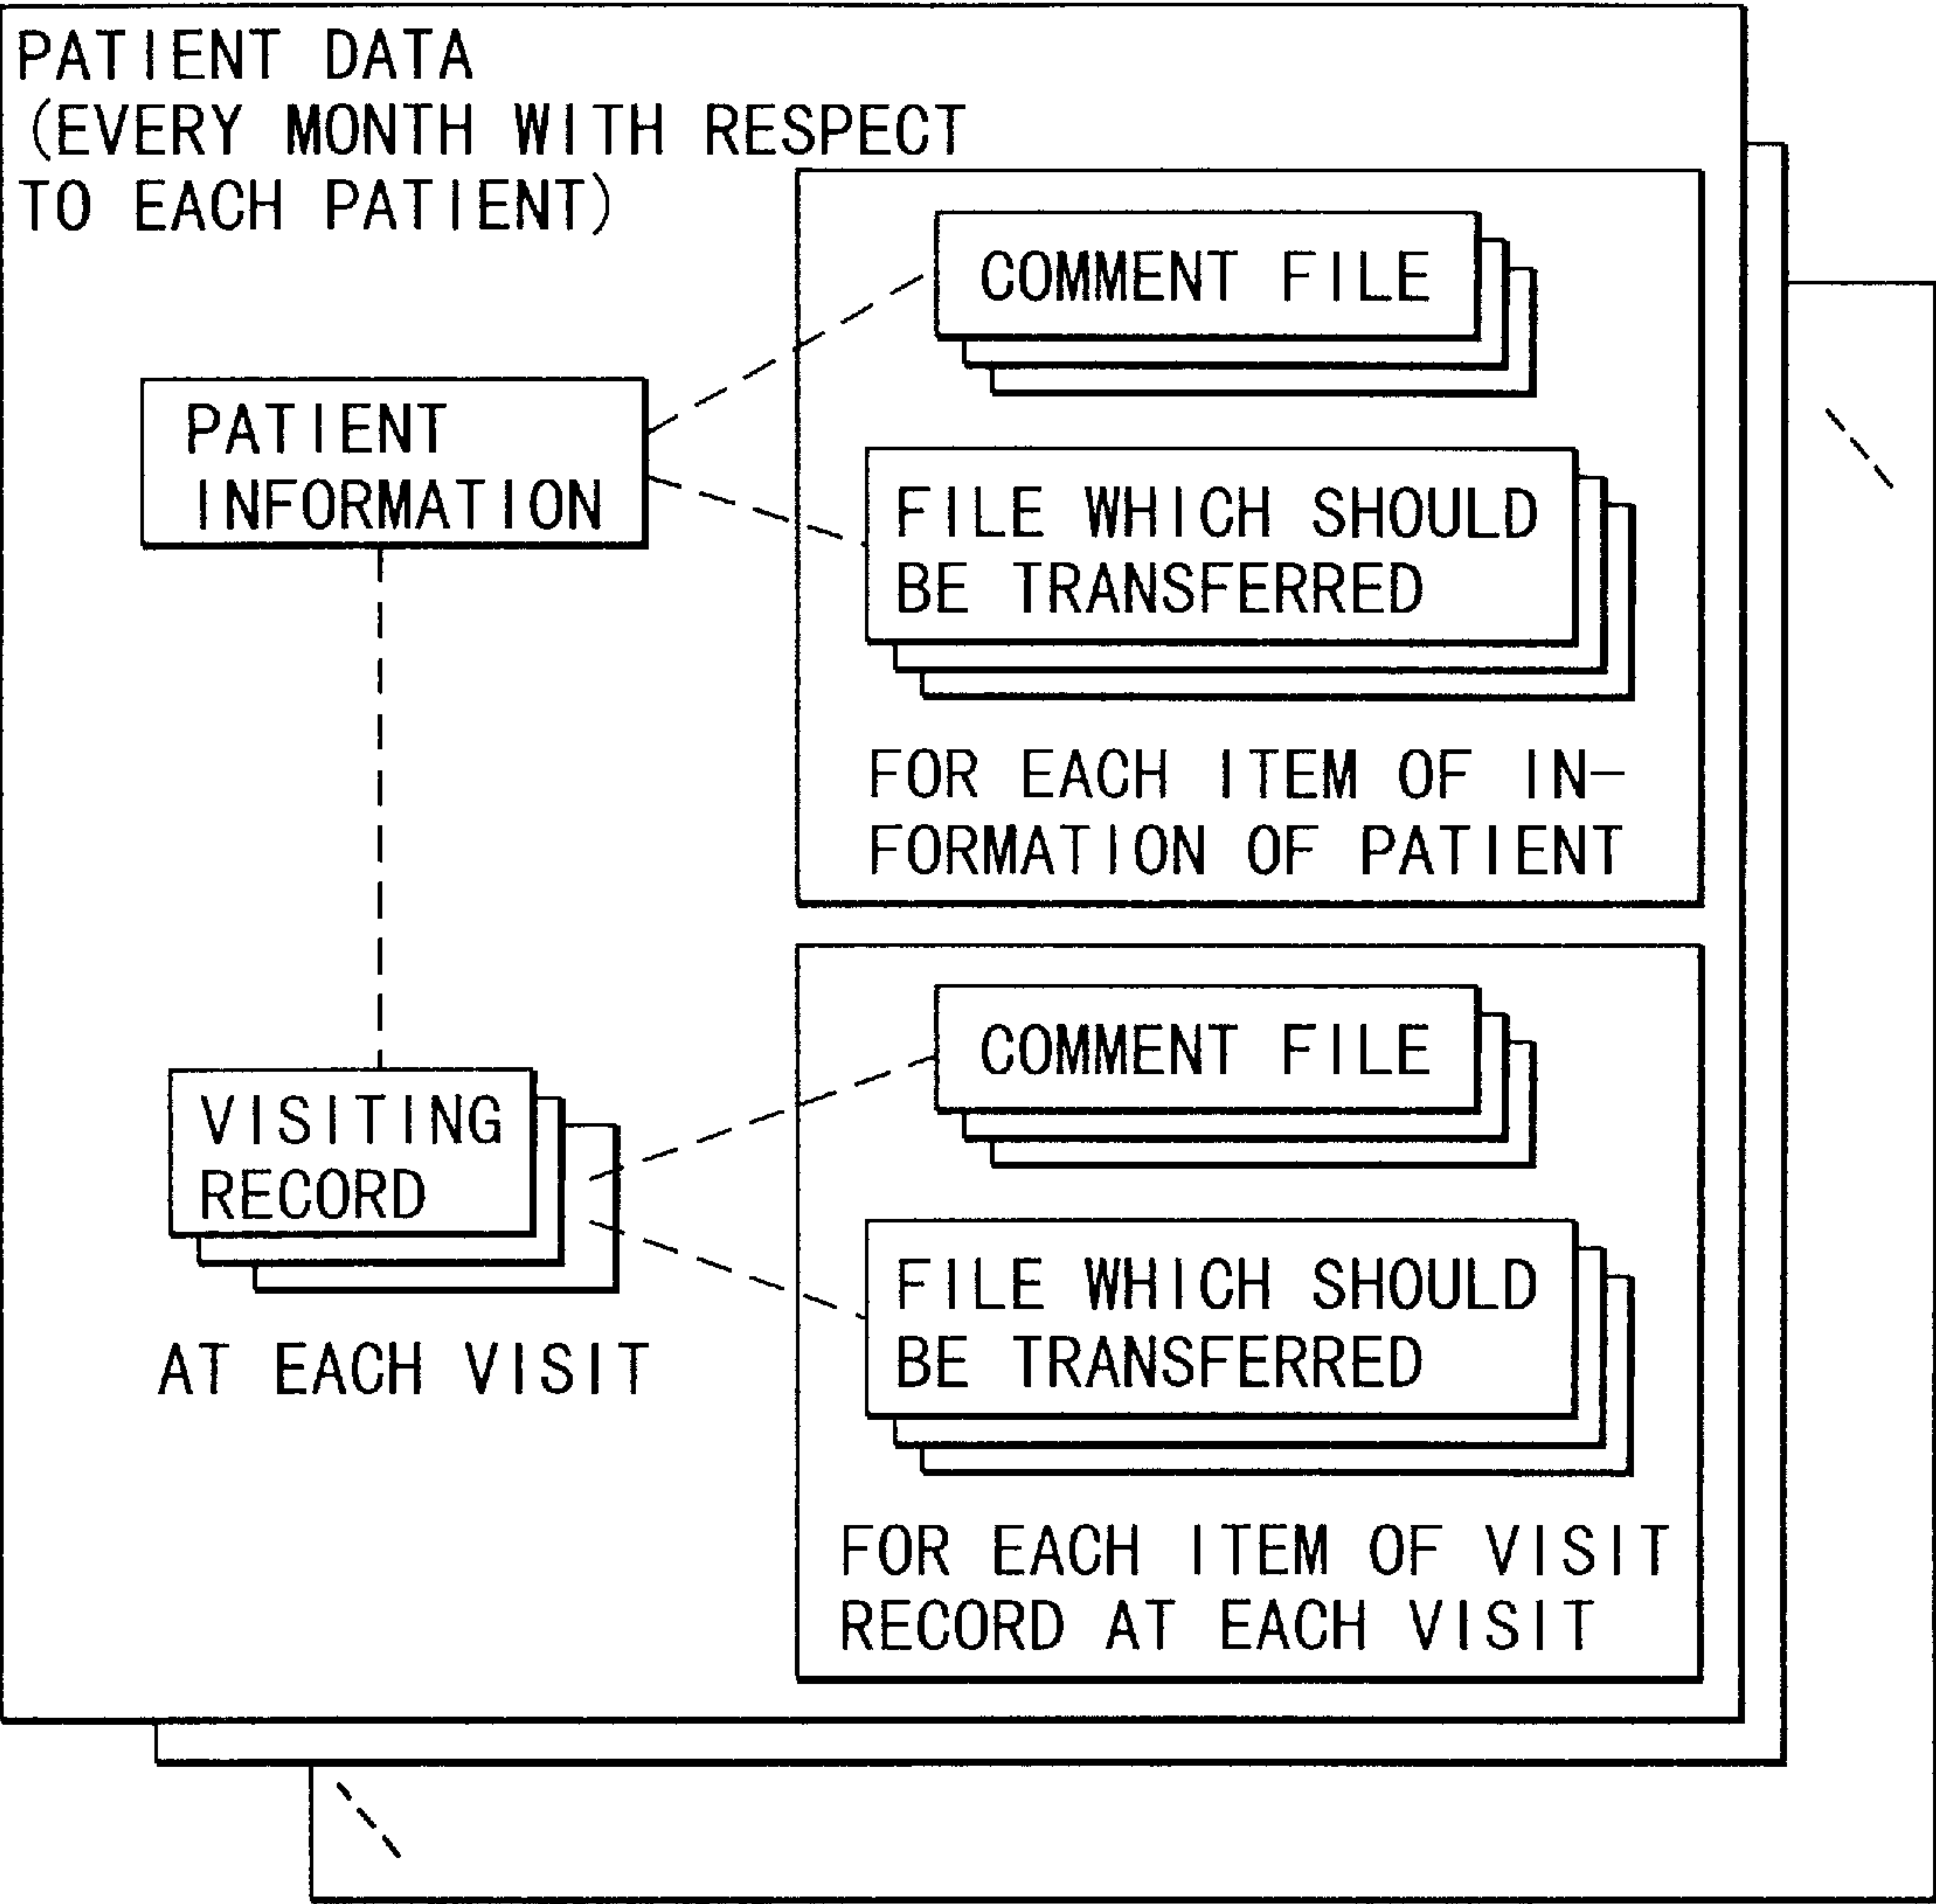 PATIENT DATA
(EVERY MONTH WITH RESPECT
TO EACH PATIENT)
COMMENT FILE
PATIENT
INFORMATION
FILE WHICH SHOULD
BE TRANSFERRED
FOR EACH ITEM OF IN-
FORMATION OF PATIENT
COMMENT FILE
VISITING
RECORD
AT EACH VISIT
FILE WHICH SHOULD
BE TRANSFERRED
FOR EACH ITEM OF VISIT
RECORD AT EACH VISIT